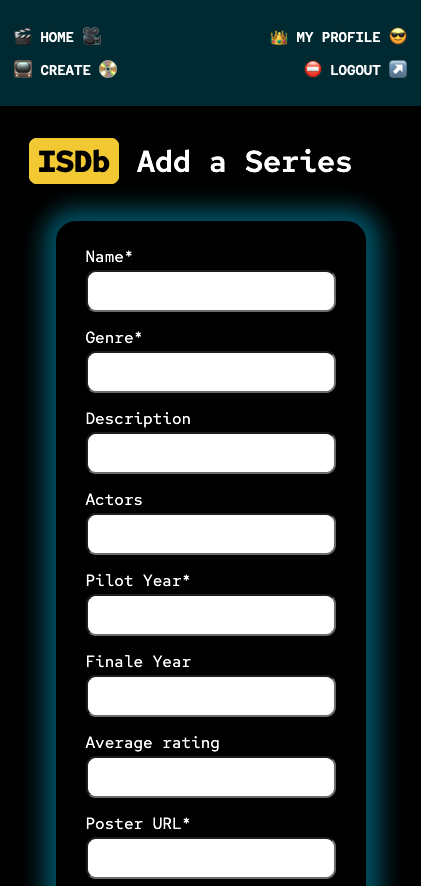 🎬 HOME 🎥 👑 MY PROFILE 😎
📺 CREATE 📀 ⛔ LOGOUT ↗️
ISDb Add a Series
Name*
Genre*
Description
Actors
Pilot Year*
Finale Year
Average rating
Poster URL*